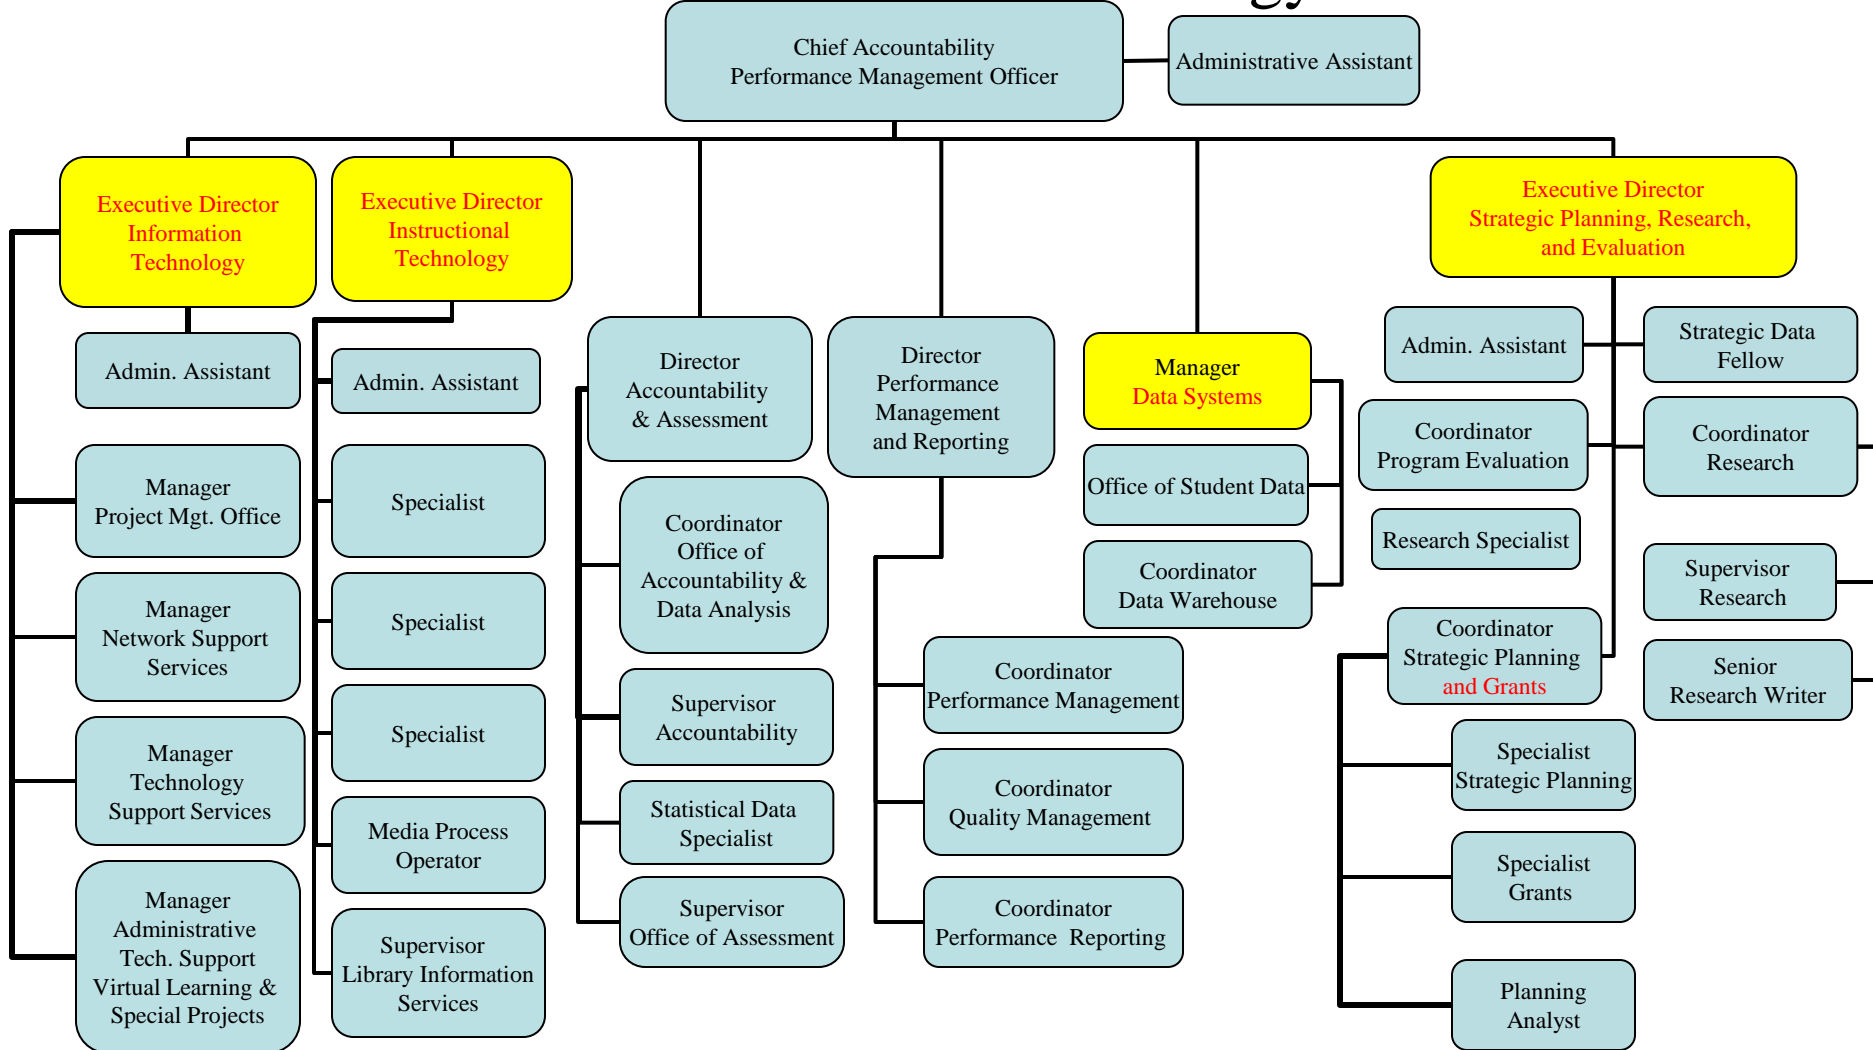 gy
Chief Accountability
Performance Management Officer
Administrative Assistant
Executive Director
Information
Technology
Executive Director
Instructional
Technology
Executive Director
Strategic Planning, Research,
and Evaluation
Admin. Assistant
Manager
Project Mgt. Office
Manager
Network Support
Services
Manager
Technology
Support Services
Manager
Administrative
Tech. Support
Virtual Learning &
Special Projects
Admin. Assistant
Specialist
Specialist
Specialist
Media Process
Operator
Supervisor
Library Information
Services
Director
Accountability
& Assessment
Coordinator
Office of
Accountability &
Data Analysis
Supervisor
Accountability
Statistical Data
Specialist
Supervisor
Office of Assessment
Director
Performance
Management
and Reporting
Coordinator
Performance Management
Coordinator
Quality Management
Coordinator
Performance Reporting
Manager
Data Systems
Office of Student Data
Coordinator
Data Warehouse
Admin. Assistant
Strategic Data
Fellow
Coordinator
Program Evaluation
Coordinator
Research
Research Specialist
Supervisor
Research
Coordinator
Strategic Planning
and Grants
Senior
Research Writer
Specialist
Strategic Planning
Specialist
Grants
Planning
Analyst